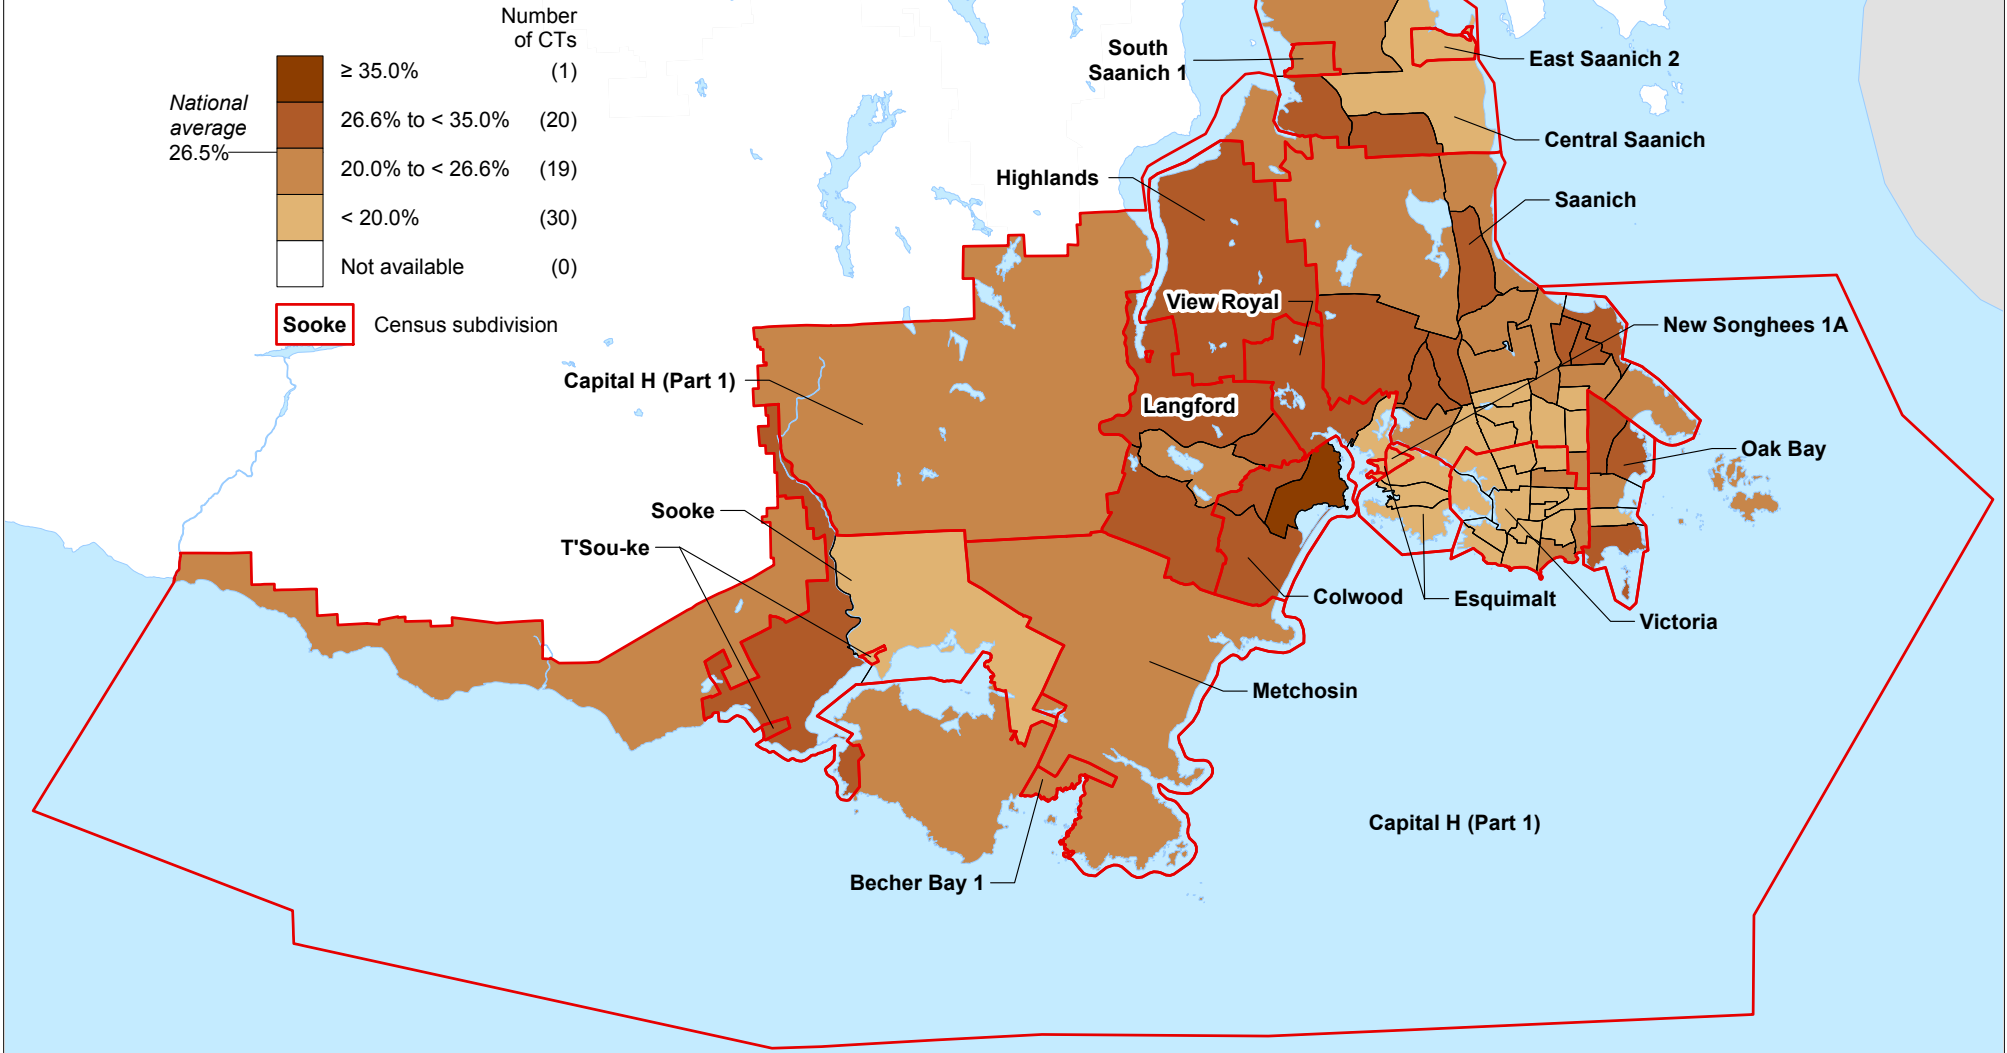 Number
of CTs
≥ 35.0% (1)
National
average
26.5%
26.6% to < 35.0% (20)
20.0% to < 26.6% (19)
< 20.0% (30)
Not available (0)
Sooke Census subdivision
South
Saanich 1
East Saanich 2
Central Saanich
Highlands
Saanich
View Royal
New Songhees 1A
Capital H (Part 1)
Langford
Oak Bay
Sooke
T'Sou-ke
Colwood
Esquimalt
Victoria
Metchosin
Capital H (Part 1)
Becher Bay 1